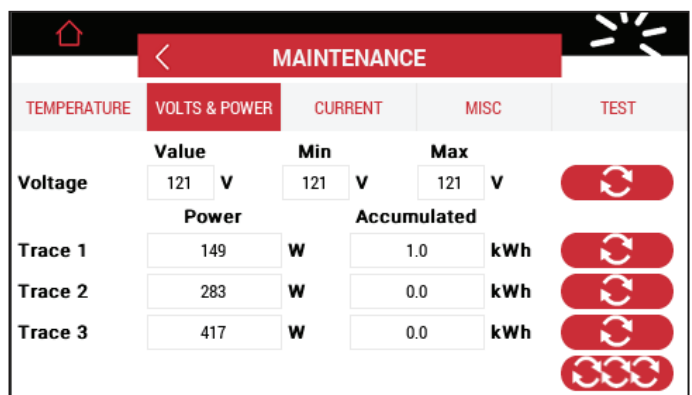 MAINTENANCE
TEMPERATURE VOLTS & POWER CURRENT MISC TEST
Value Min Max
Voltage 121 V 121 V 121 V
Power Accumulated
Trace 1 149 W 1.0 kWh
Trace 2 283 W 0.0 kWh
Trace 3 417 W 0.0 kWh